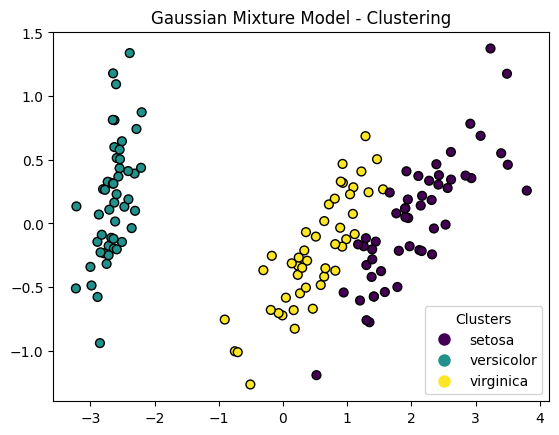 Gaussian Mixture Model - Clustering
1.5
1.0
0.5
0.0
−0.5
−1.0
−3 −2 −1 0 1 2 3 4
Clusters
setosa
versicolor
virginica